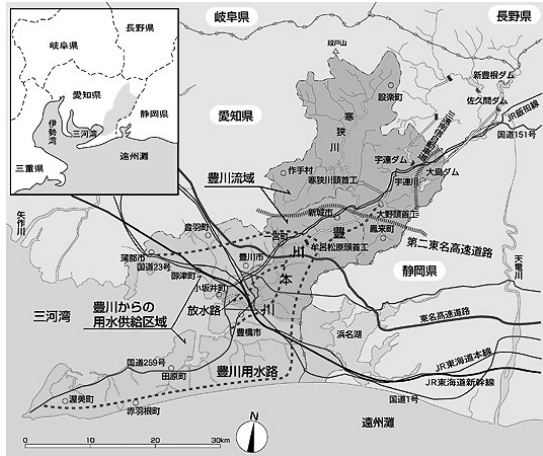 岐阜県
長野県
岐阜県
長野県
愛知県
静岡県
伊勢湾
三河湾
三重県
遠州灘
段戸山
新豊根ダム
佐久間ダム
設楽町
愛知県
寒狭川
JR飯田線
国道151号
宇連ダム
大島ダム
作手村
寒狭川頭首工
宇連川
豊川流域
新城市
大野頭首工
鳳来町
矢作川
音羽町
一宮町
牟呂松原頭首工
第二東名高速道路
蒲郡市
国道23号
豊川市
豊川本川
静岡県
天竜川
御津町
小坂井町
豊川からの
用水供給区域
放水路
三河湾
東名高速道路
豊橋市
浜名湖
国道259号
田原町
豊川用水路
JR東海道本線
JR東海道新幹線
国道1号
渥美町
赤羽根町
遠州灘
N
0 10 20 30km